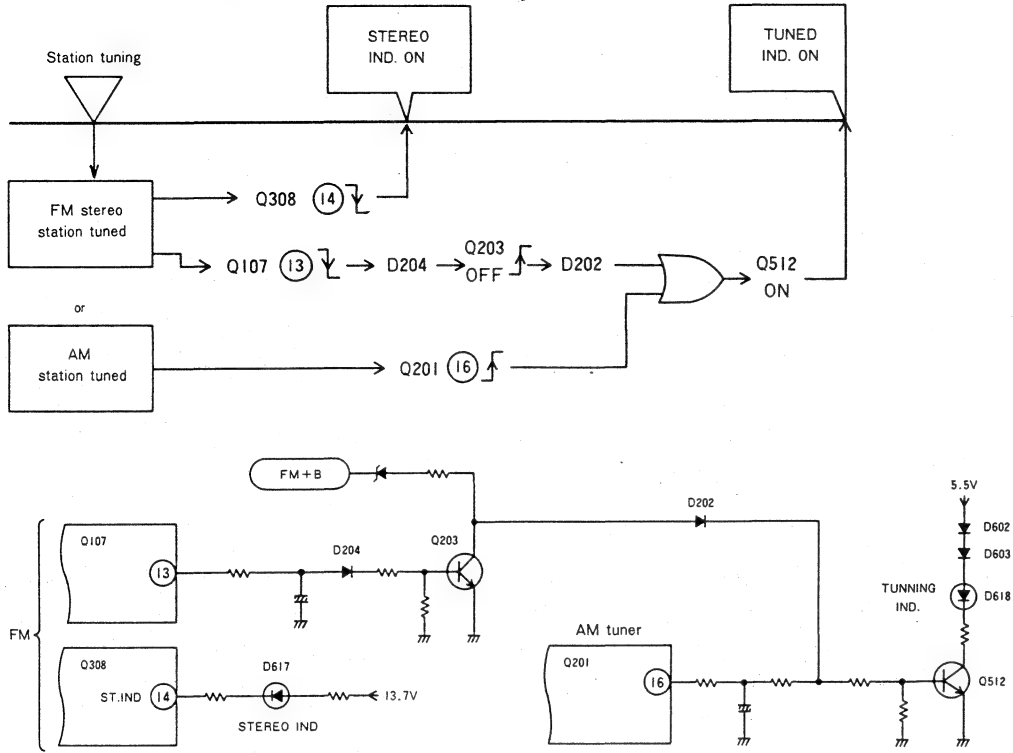 STEREO
IND. ON
TUNED
IND. ON
Station tuning
FM stereo
station tuned
Q308 14
Q107 13 D204 Q203
OFF D202 Q512
ON
or
AM
station tuned
Q201 16
FM+B
D202
5.5V
D602
D603
D618
TUNNING
IND.
Q512
FM
Q107
13
D204
Q203
Q308
ST.IND 14
D617
13.7V
STEREO IND
AM tuner
Q201
16